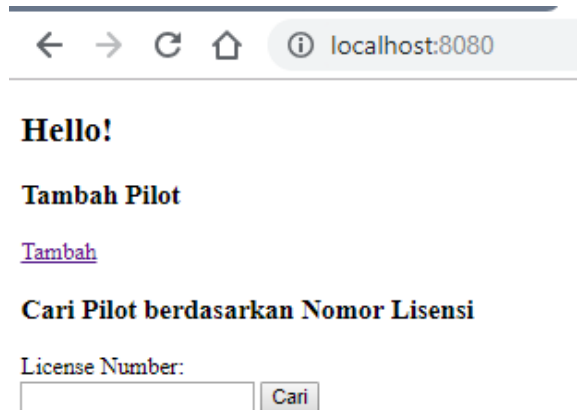 localhost:8080
Hello!
Tambah Pilot
Tambah
Cari Pilot berdasarkan Nomor Lisensi
License Number:
Cari